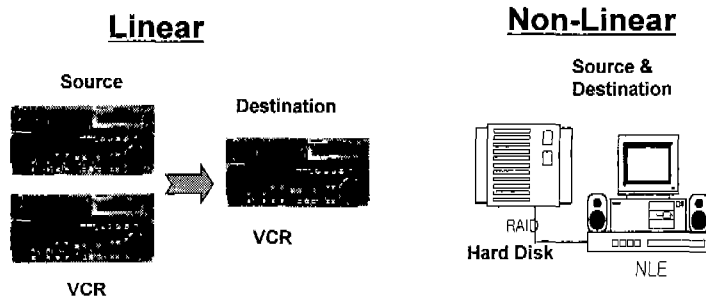 Linear
Source
Destination
VCR
VCR
Non-Linear
Source &
Destination
RAID
Hard Disk
NLE